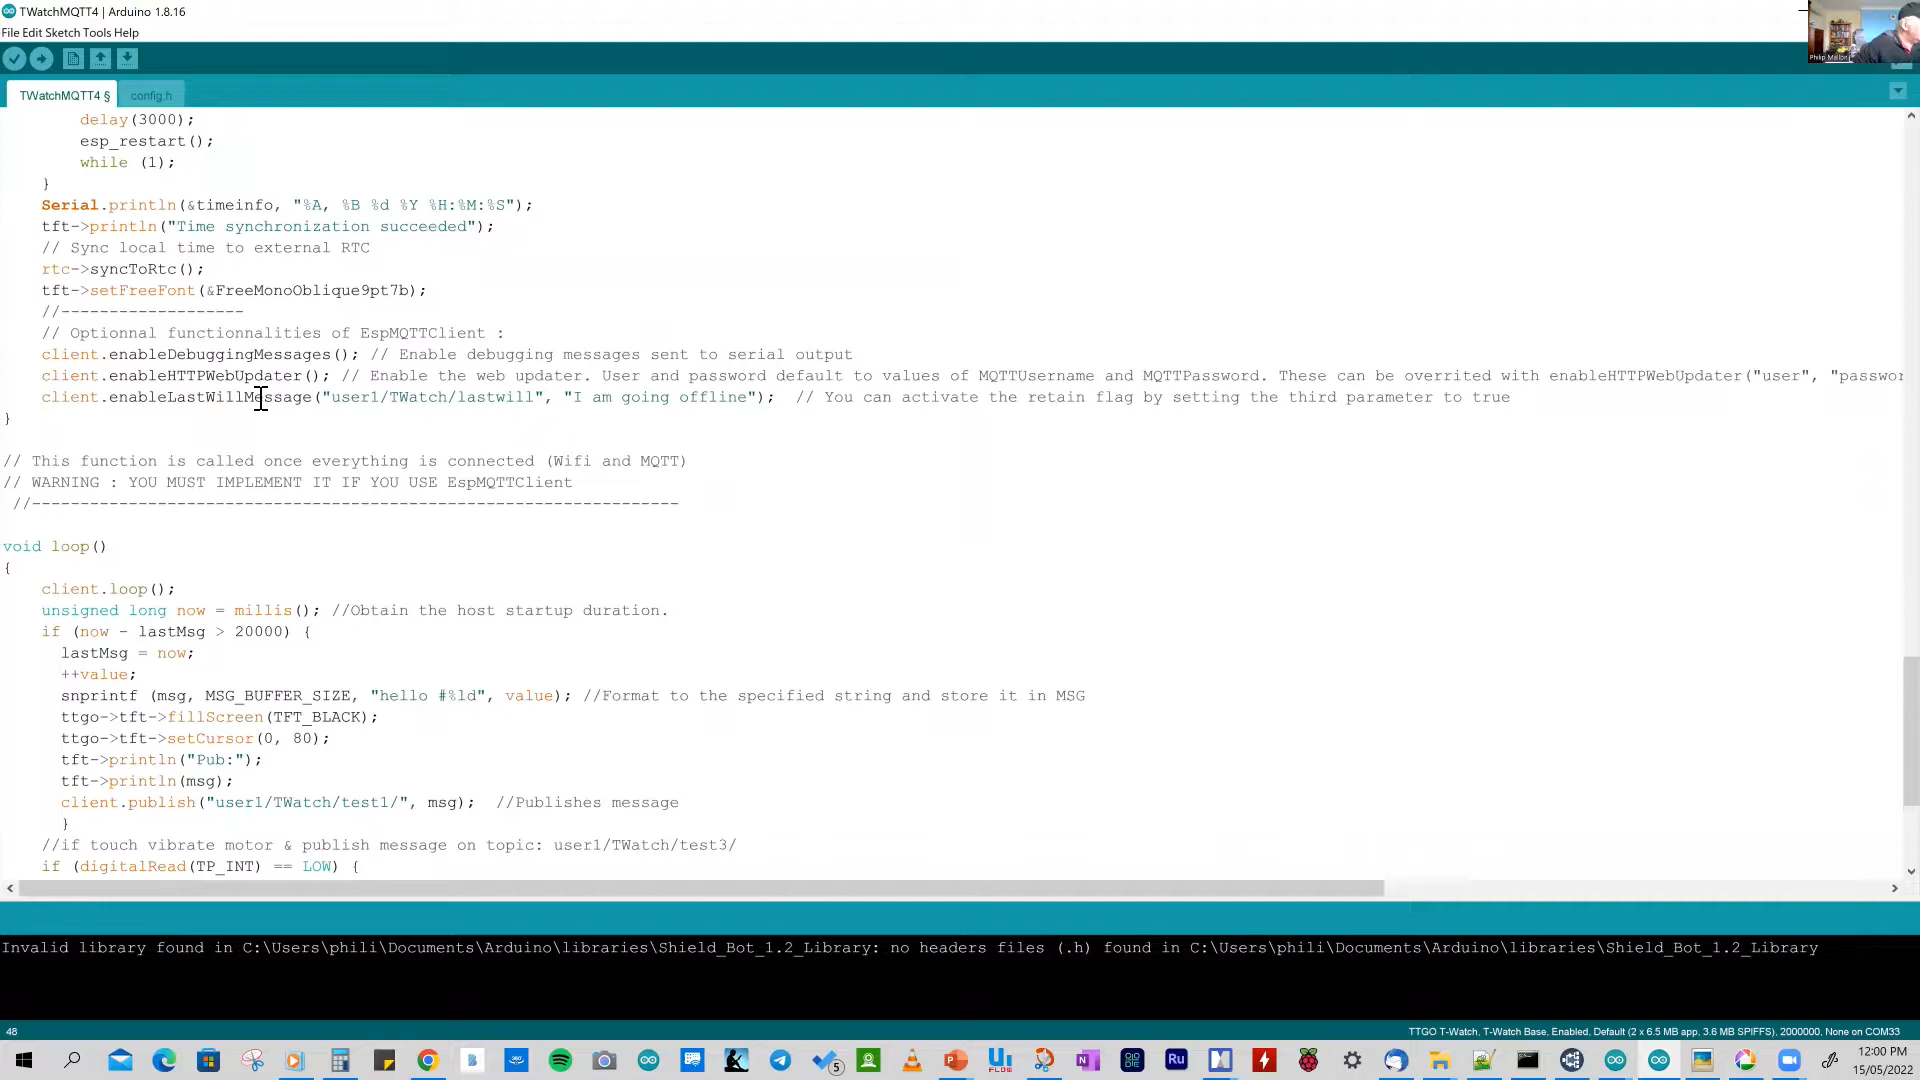 TWatchMQTT4 | Arduino 1.8.16
File Edit Sketch Tools Help
Philip Mallon
TWatchMQTT4 §
config.h
delay(3000);
esp_restart();
while (1);
}
Serial.println(&timeinfo, "%A, %B %d %Y %H:%M:%S");
tft->println("Time synchronization succeeded");
// Sync local time to external RTC
rtc->syncToRtc();
tft->setFreeFont(&FreeMonoOblique9pt7b);
//-------------------
// Optionnal functionnalities of EspMQTTClient :
client.enableDebuggingMessages(); // Enable debugging messages sent to serial output
client.enableHTTPWebUpdater(); // Enable the web updater. User and password default to values of MQTTUsername and MQTTPassword. These can be overrited with enableHTTPWebUpdater("user", "passwor
client.enableLastWillMessage("user1/TWatch/lastwill", "I am going offline"); // You can activate the retain flag by setting the third parameter to true
}
// This function is called once everything is connected (Wifi and MQTT)
// WARNING : YOU MUST IMPLEMENT IT IF YOU USE EspMQTTClient
//-------------------------------------------------------------------
void loop()
{
client.loop();
unsigned long now = millis(); //Obtain the host startup duration.
if (now - lastMsg > 20000) {
lastMsg = now;
++value;
snprintf (msg, MSG_BUFFER_SIZE, "hello #%ld", value); //Format to the specified string and store it in MSG
ttgo->tft->fillScreen(TFT_BLACK);
ttgo->tft->setCursor(0, 80);
tft->println("Pub:");
tft->println(msg);
client.publish("user1/TWatch/test1/", msg); //Publishes message
}
//if touch vibrate motor & publish message on topic: user1/TWatch/test3/
if (digitalRead(TP_INT) == LOW) {
Invalid library found in C:\Users\phili\Documents\Arduino\libraries\Shield_Bot_1.2_Library: no headers files (.h) found in C:\Users\phili\Documents\Arduino\libraries\Shield_Bot_1.2_Library
48
TTGO T-Watch, T-Watch Base, Enabled, Default (2 x 6.5 MB app, 3.6 MB SPIFFS), 2000000, None on COM33
12:00 PM
15/05/2022
5
Ru
FLOW